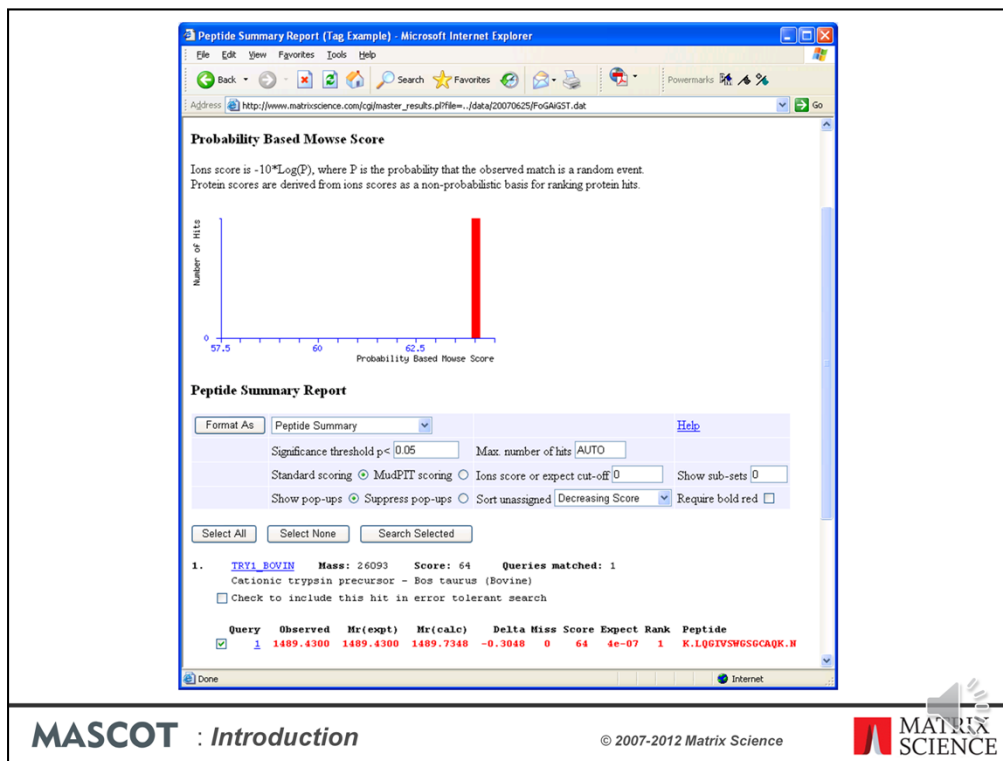 Peptide Summary Report (Tag Example) - Microsoft Internet Explorer
File Edit View Favorites Tools Help
Back Search Favorites Powermarks
Address http://www.matrixscience.com/cgi/master_results.pl?file=../data/20070625/FoGAiGST.dat Go
Probability Based Mowse Score
Ions score is -10*Log(P), where P is the probability that the observed match is a random event.
Protein scores are derived from ions scores as a non-probabilistic basis for ranking protein hits.
Number of Hits
0
57.5 60 62.5
Probability Based Mowse Score
Peptide Summary Report
Format As Peptide Summary Help
Significance threshold p< 0.05 Max. number of hits AUTO
Standard scoring MudPIT scoring Ions score or expect cut-off 0 Show sub-sets 0
Show pop-ups Suppress pop-ups Sort unassigned Decreasing Score Require bold red
Select All Select None Search Selected
1. TRY1_BOVIN Mass: 26093 Score: 64 Queries matched: 1
Cationic trypsin precursor - Bos taurus (Bovine)
Check to include this hit in error tolerant search
Query Observed Mr(expt) Mr(calc) Delta Miss Score Expect Rank Peptide
1 1489.4300 1489.4300 1489.7348 -0.3048 0 64 4e-07 1 K.LQGIVSWGSGCAQK.N
Done Internet
MASCOT : Introduction © 2007-2012 Matrix Science MATRIX
SCIENCE